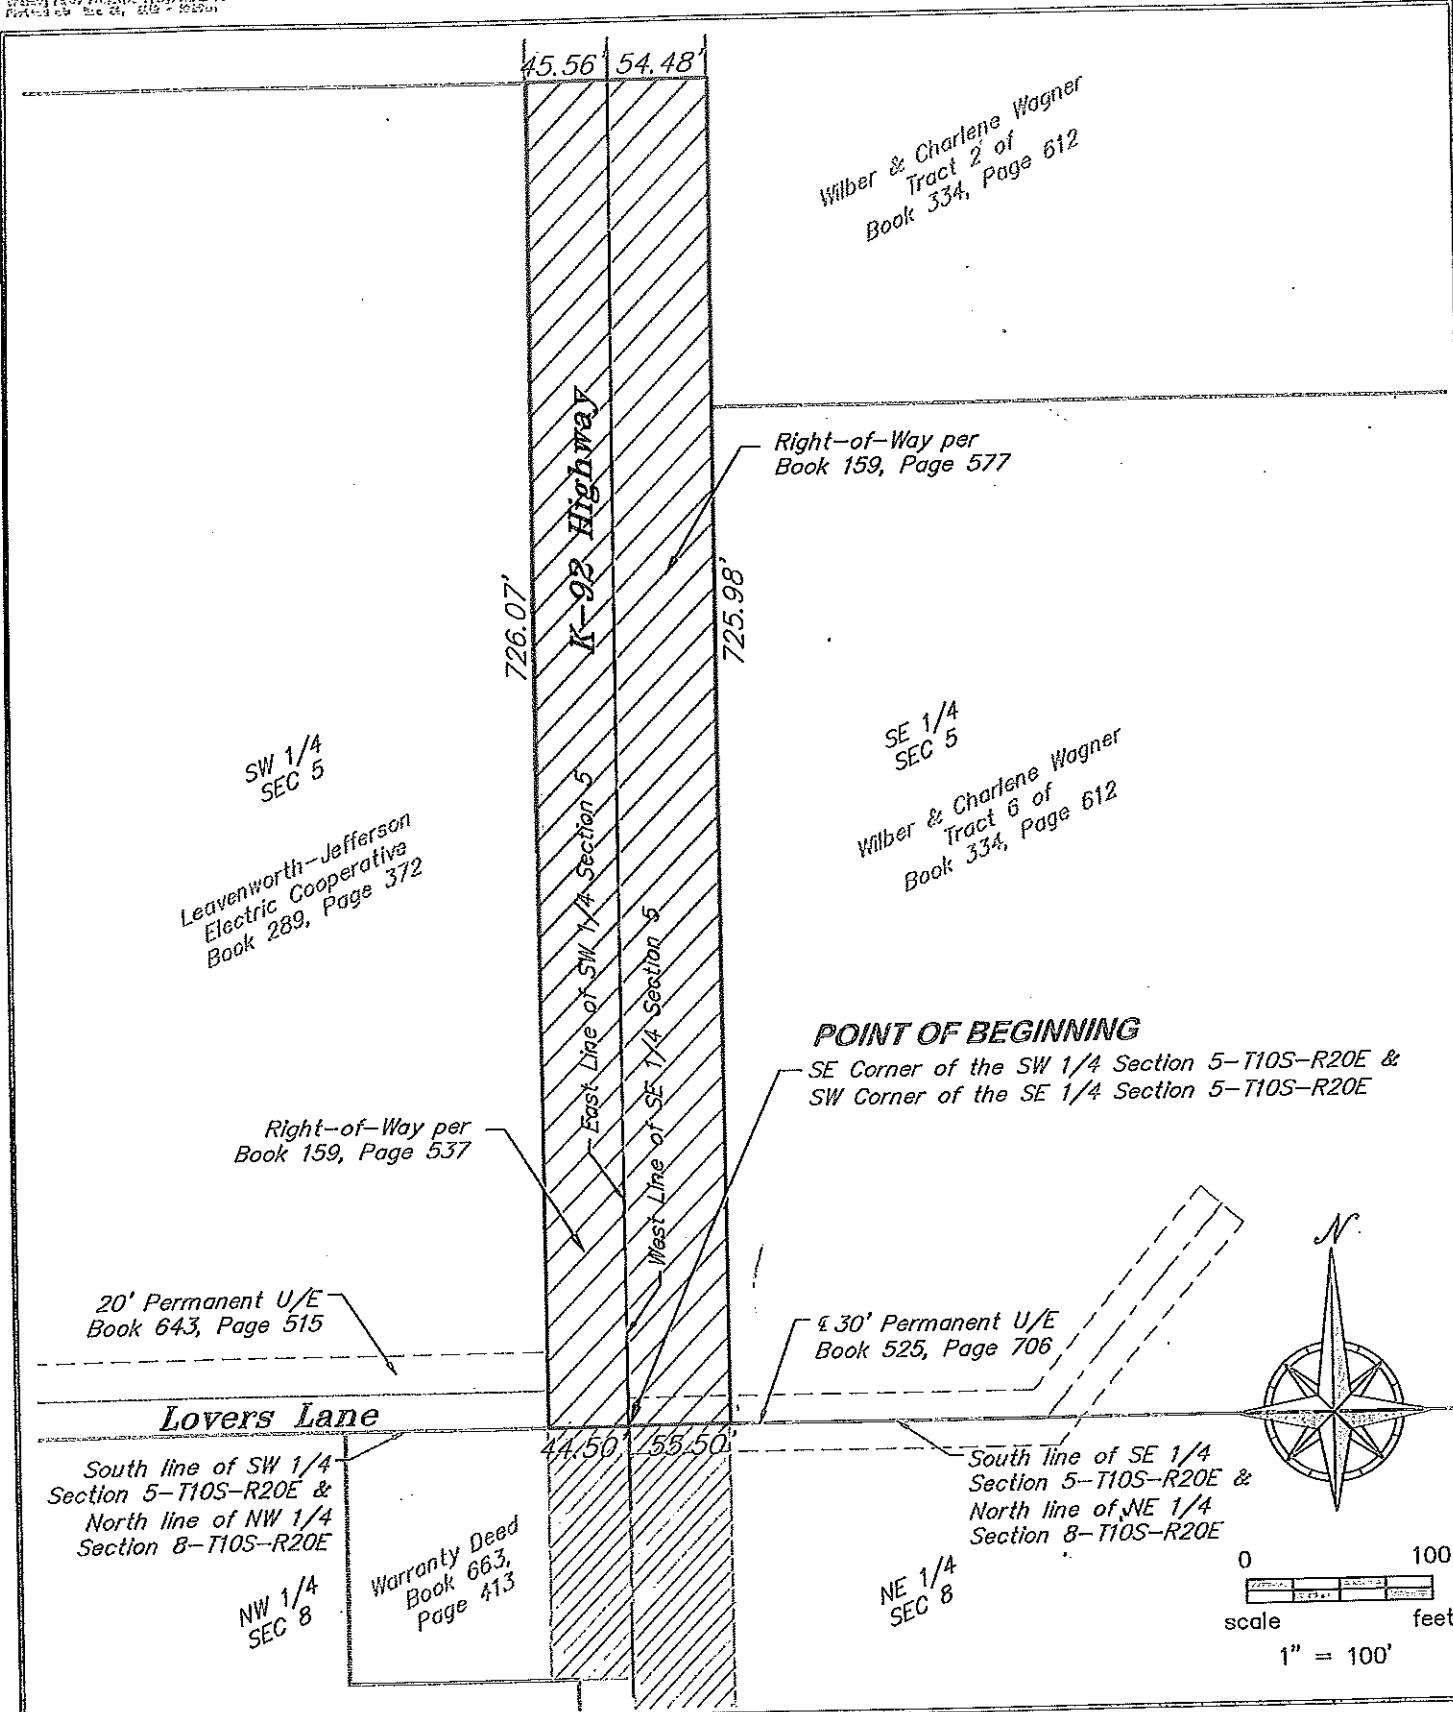 45.56' 54.48'
Wilber & Charlene Wagner
Tract 2 of
Book 334, Page 612
K-92 Highway
Right-of-Way per
Book 159, Page 577
726.07'
725.98'
SW 1/4
SEC 5
SE 1/4
SEC 5
Leavenworth-Jefferson
Electric Cooperative
Book 289, Page 372
Wilber & Charlene Wagner
Tract 6 of
Book 334, Page 612
East Line of SW 1/4 Section 5
West Line of SE 1/4 Section 5
POINT OF BEGINNING
SE Corner of the SW 1/4 Section 5-T10S-R20E &
SW Corner of the SE 1/4 Section 5-T10S-R20E
Right-of-Way per
Book 159, Page 537
20' Permanent U/E
Book 643, Page 515
℄ 30' Permanent U/E
Book 525, Page 706
N
Lovers Lane
44.50' 55.50'
South line of SW 1/4
Section 5-T10S-R20E &
North line of NW 1/4
Section 8-T10S-R20E
South line of SE 1/4
Section 5-T10S-R20E &
North line of NE 1/4
Section 8-T10S-R20E
Warranty Deed
Book 663,
Page 413
NW 1/4
SEC 8
NE 1/4
SEC 8
0 100
scale feet
1" = 100'